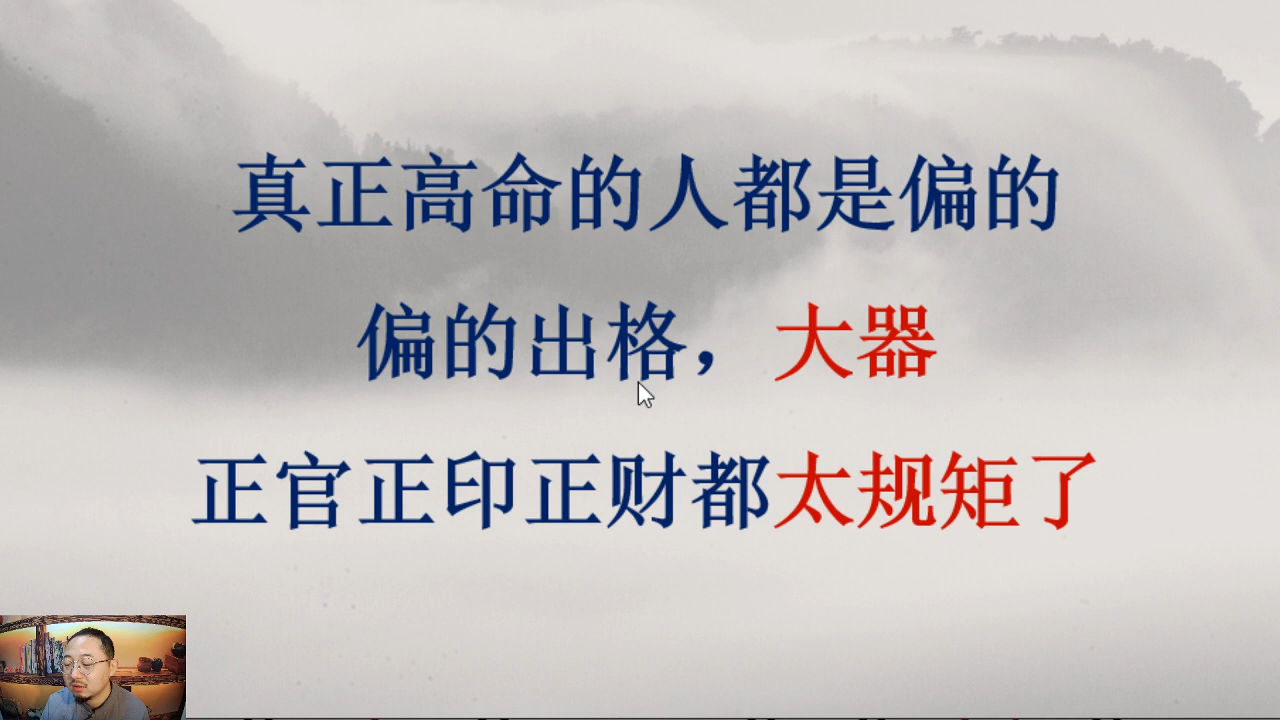 真正高命的人都是偏的
偏的出格，大器
正官正印正财都太规矩了